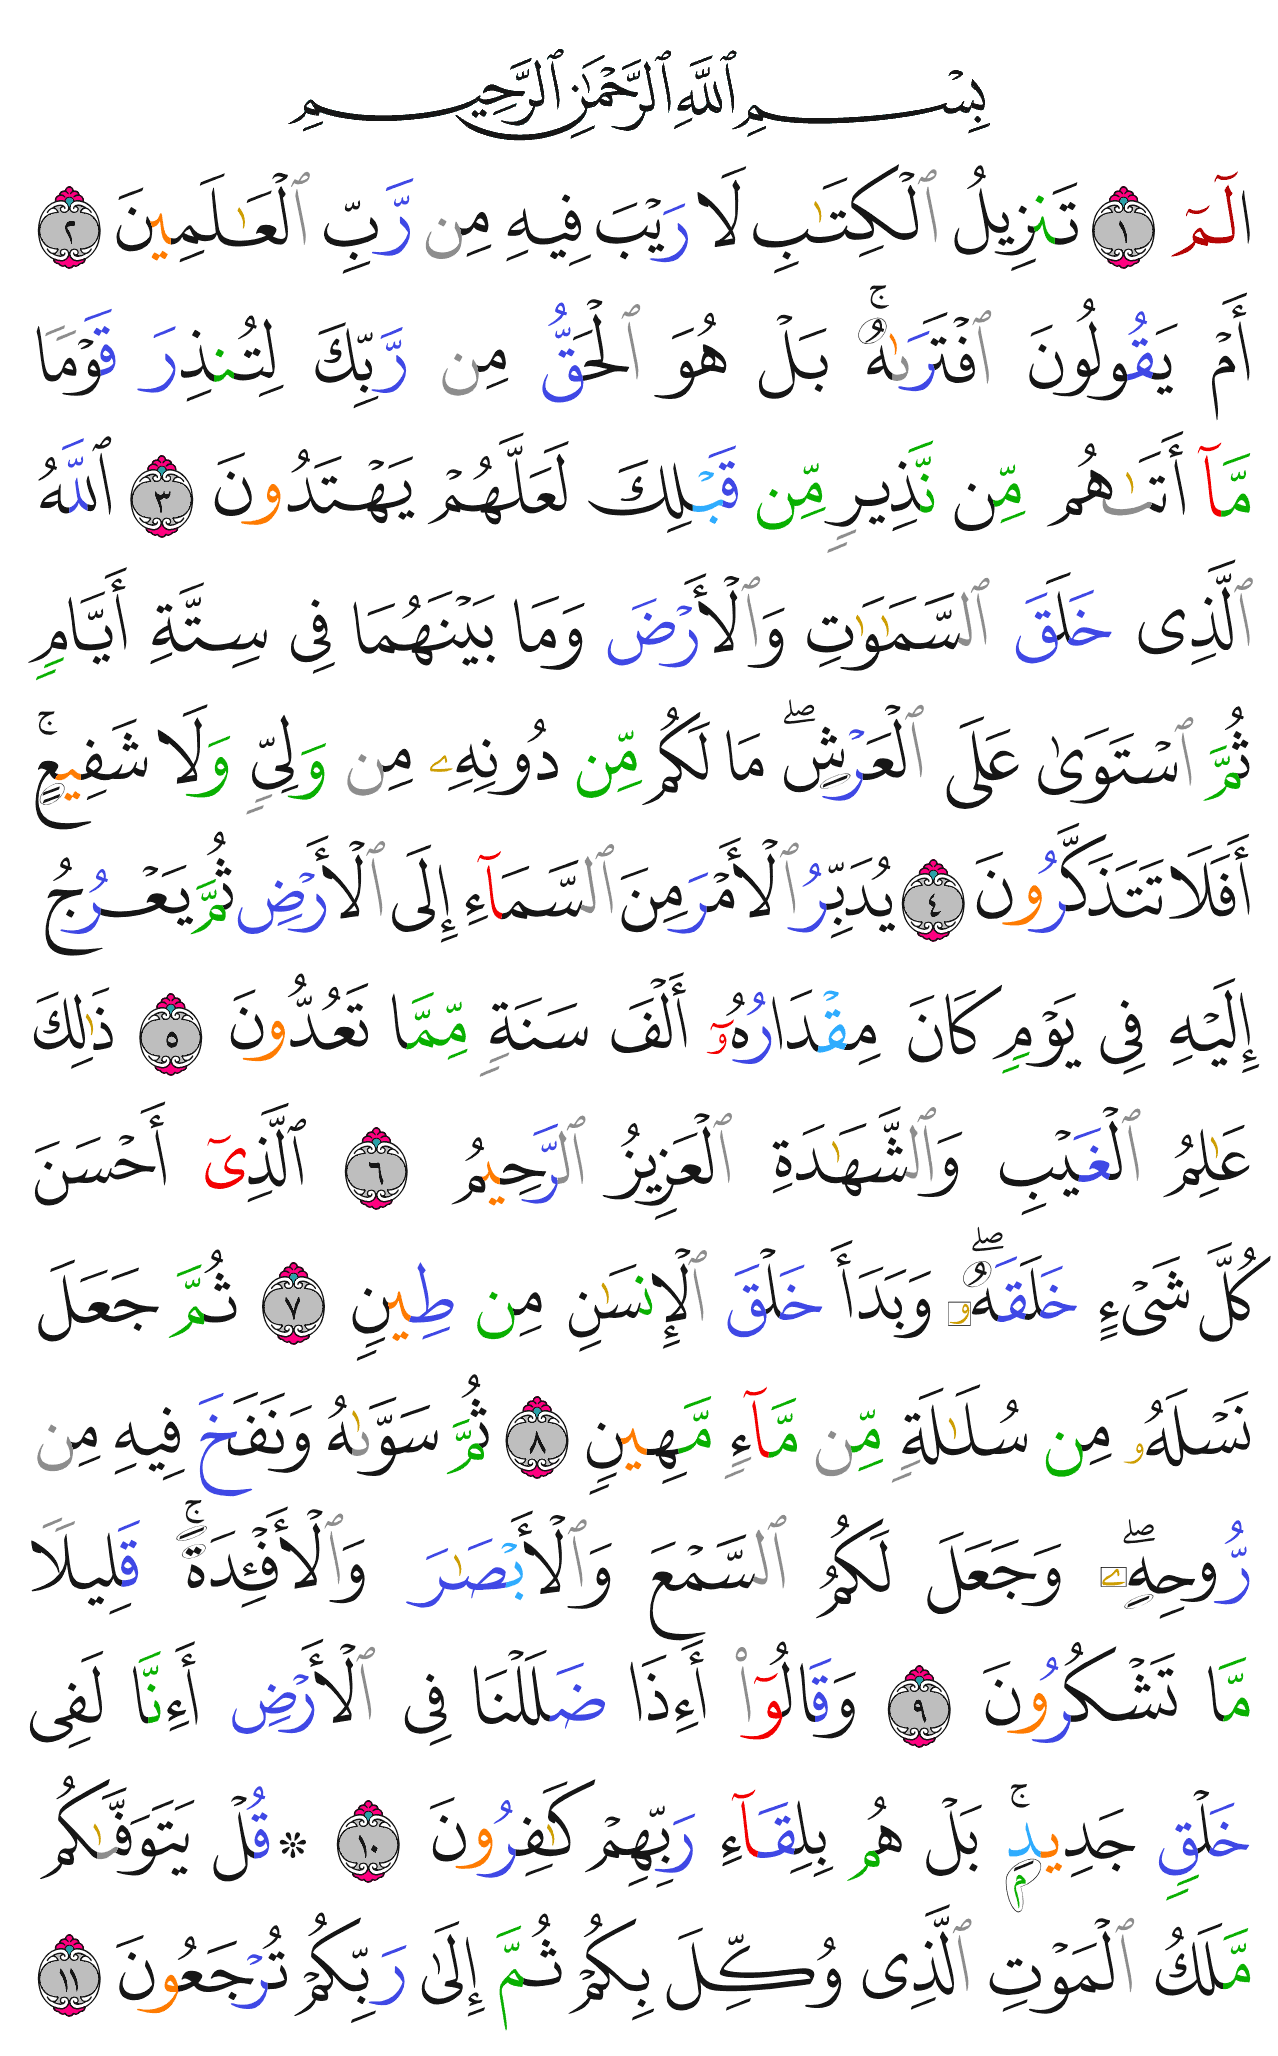 بِسْمِ ٱللَّهِ ٱلرَّحْمَٰنِ ٱلرَّحِيمِ
الٓمٓ ١ تَنزِيلُ ٱلْكِتَٰبِ لَا رَيْبَ فِيهِ مِن رَّبِّ ٱلْعَٰلَمِينَ ٢
أَمْ يَقُولُونَ ٱفْتَرَىٰهُ ۚ بَلْ هُوَ ٱلْحَقُّ مِن رَّبِّكَ لِتُنذِرَ قَوْمًا
مَّآ أَتَىٰهُم مِّن نَّذِيرٍ مِّن قَبْلِكَ لَعَلَّهُمْ يَهْتَدُونَ ٣ ٱللَّهُ
ٱلَّذِى خَلَقَ ٱلسَّمَٰوَٰتِ وَٱلْأَرْضَ وَمَا بَيْنَهُمَا فِى سِتَّةِ أَيَّامٍ
ثُمَّ ٱسْتَوَىٰ عَلَى ٱلْعَرْشِ ۖ مَا لَكُم مِّن دُونِهِۦ مِن وَلِىٍّ وَلَا شَفِيعٍ ۚ
أَفَلَا تَتَذَكَّرُونَ ٤ يُدَبِّرُ ٱلْأَمْرَ مِنَ ٱلسَّمَآءِ إِلَى ٱلْأَرْضِ ثُمَّ يَعْرُجُ
إِلَيْهِ فِى يَوْمٍ كَانَ مِقْدَارُهُۥٓ أَلْفَ سَنَةٍ مِّمَّا تَعُدُّونَ ٥ ذَٰلِكَ
عَٰلِمُ ٱلْغَيْبِ وَٱلشَّهَٰدَةِ ٱلْعَزِيزُ ٱلرَّحِيمُ ٦ ٱلَّذِىٓ أَحْسَنَ
كُلَّ شَىْءٍ خَلَقَهُۥ ۖ وَبَدَأَ خَلْقَ ٱلْإِنسَٰنِ مِن طِينٍ ٧ ثُمَّ جَعَلَ
نَسْلَهُۥ مِن سُلَٰلَةٍ مِّن مَّآءٍ مَّهِينٍ ٨ ثُمَّ سَوَّىٰهُ وَنَفَخَ فِيهِ مِن
رُّوحِهِۦ ۖ وَجَعَلَ لَكُمُ ٱلسَّمْعَ وَٱلْأَبْصَٰرَ وَٱلْأَفْـِٔدَةَ ۚ قَلِيلًا
مَّا تَشْكُرُونَ ٩ وَقَالُوٓا۟ أَءِذَا ضَلَلْنَا فِى ٱلْأَرْضِ أَءِنَّا لَفِى
خَلْقٍ جَدِيدٍۭ ۚ بَلْ هُم بِلِقَآءِ رَبِّهِمْ كَٰفِرُونَ ١٠ ۞ قُلْ يَتَوَفَّىٰكُم
مَّلَكُ ٱلْمَوْتِ ٱلَّذِى وُكِّلَ بِكُمْ ثُمَّ إِلَىٰ رَبِّكُمْ تُرْجَعُونَ ١١